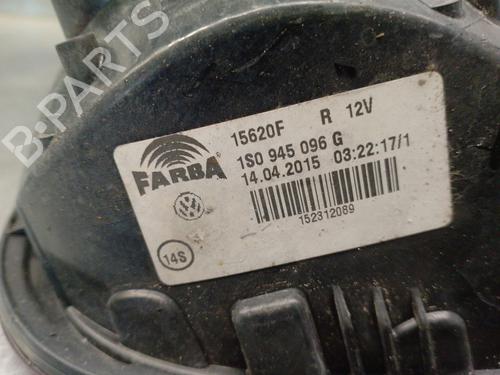 B-PARTS
15620F R 12V
1S0 945 096 G
FARBA
14.04.2015 03:22:17/1
152312089
14S